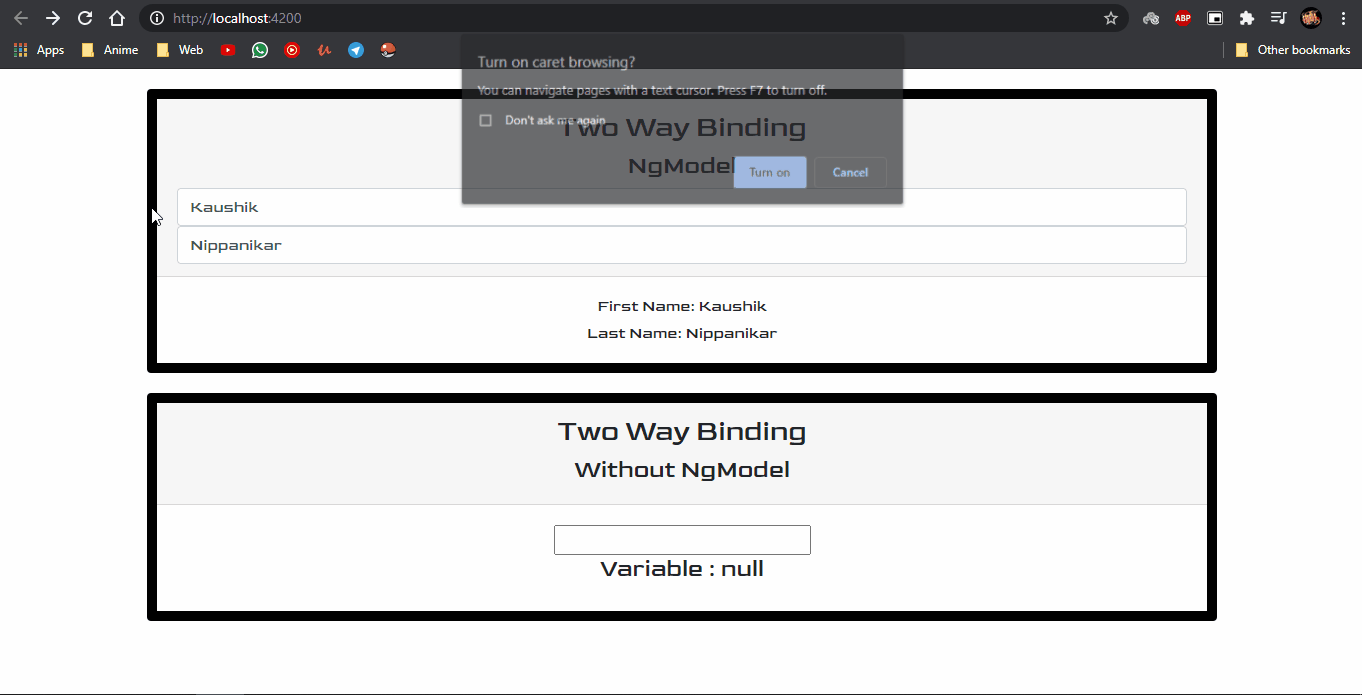 http://localhost:4200
ABP
Apps Anime Web Other bookmarks
Turn on caret browsing?
You can navigate pages with a text cursor. Press F7 to turn off.
Don't ask me again
Turn on Cancel
Two Way Binding
NgModel
Kaushik
Nippanikar
First Name: Kaushik
Last Name: Nippanikar
Two Way Binding
Without NgModel
Variable : null